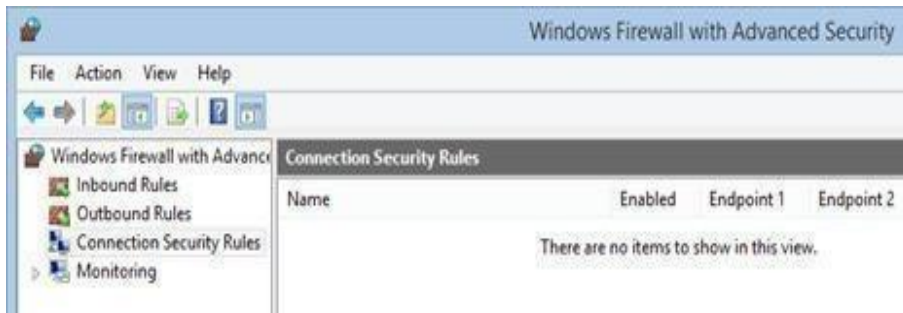 Windows Firewall with Advanced Security
File Action View Help
Windows Firewall with Advance
Inbound Rules
Outbound Rules
Connection Security Rules
Monitoring
Connection Security Rules
Name Enabled Endpoint 1 Endpoint 2
There are no items to show in this view.